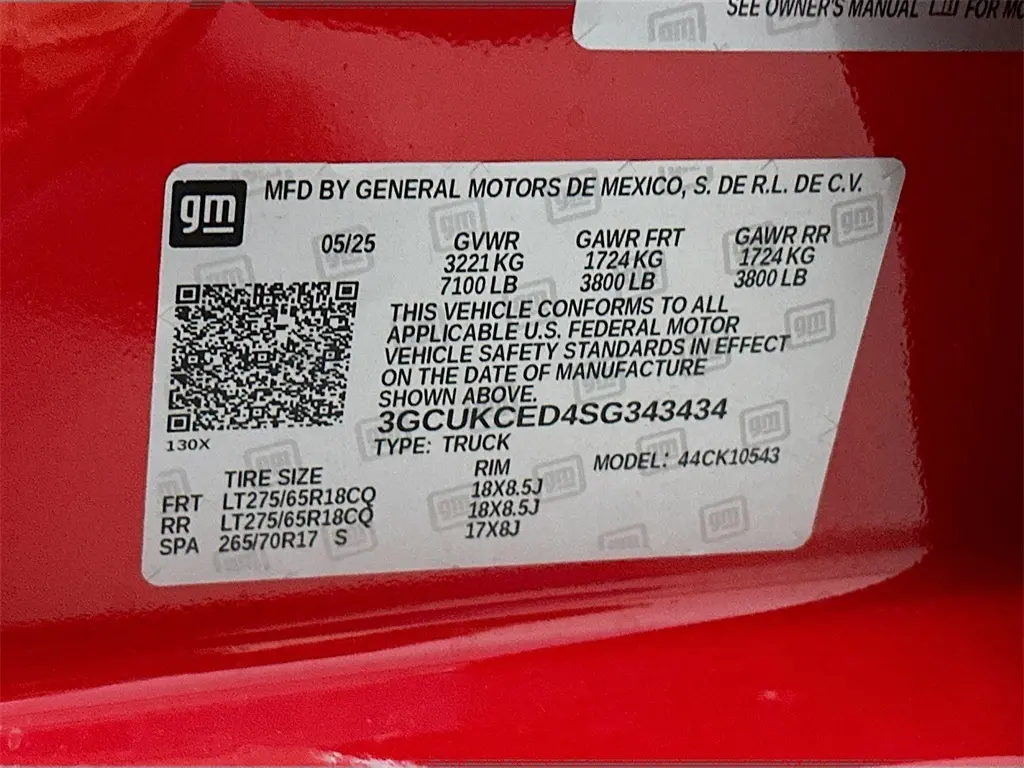 SEE OWNER'S MANUAL FOR
gm
MFD BY GENERAL MOTORS DE MEXICO, S. DE R.L. DE C.V.
05/25 GVWR GAWR FRT GAWR RR
3221 KG 1724 KG 1724 KG
7100 LB 3800 LB 3800 LB
THIS VEHICLE CONFORMS TO ALL
APPLICABLE U.S. FEDERAL MOTOR
VEHICLE SAFETY STANDARDS IN EFFECT
ON THE DATE OF MANUFACTURE
SHOWN ABOVE.
3GCUKCED4SG343434
130X
TYPE: TRUCK MODEL: 44CK10543
TIRE SIZE RIM
FRT LT275/65R18CQ 18X8.5J
RR LT275/65R18CQ 18X8.5J
SPA 265/70R17 S 17X8J